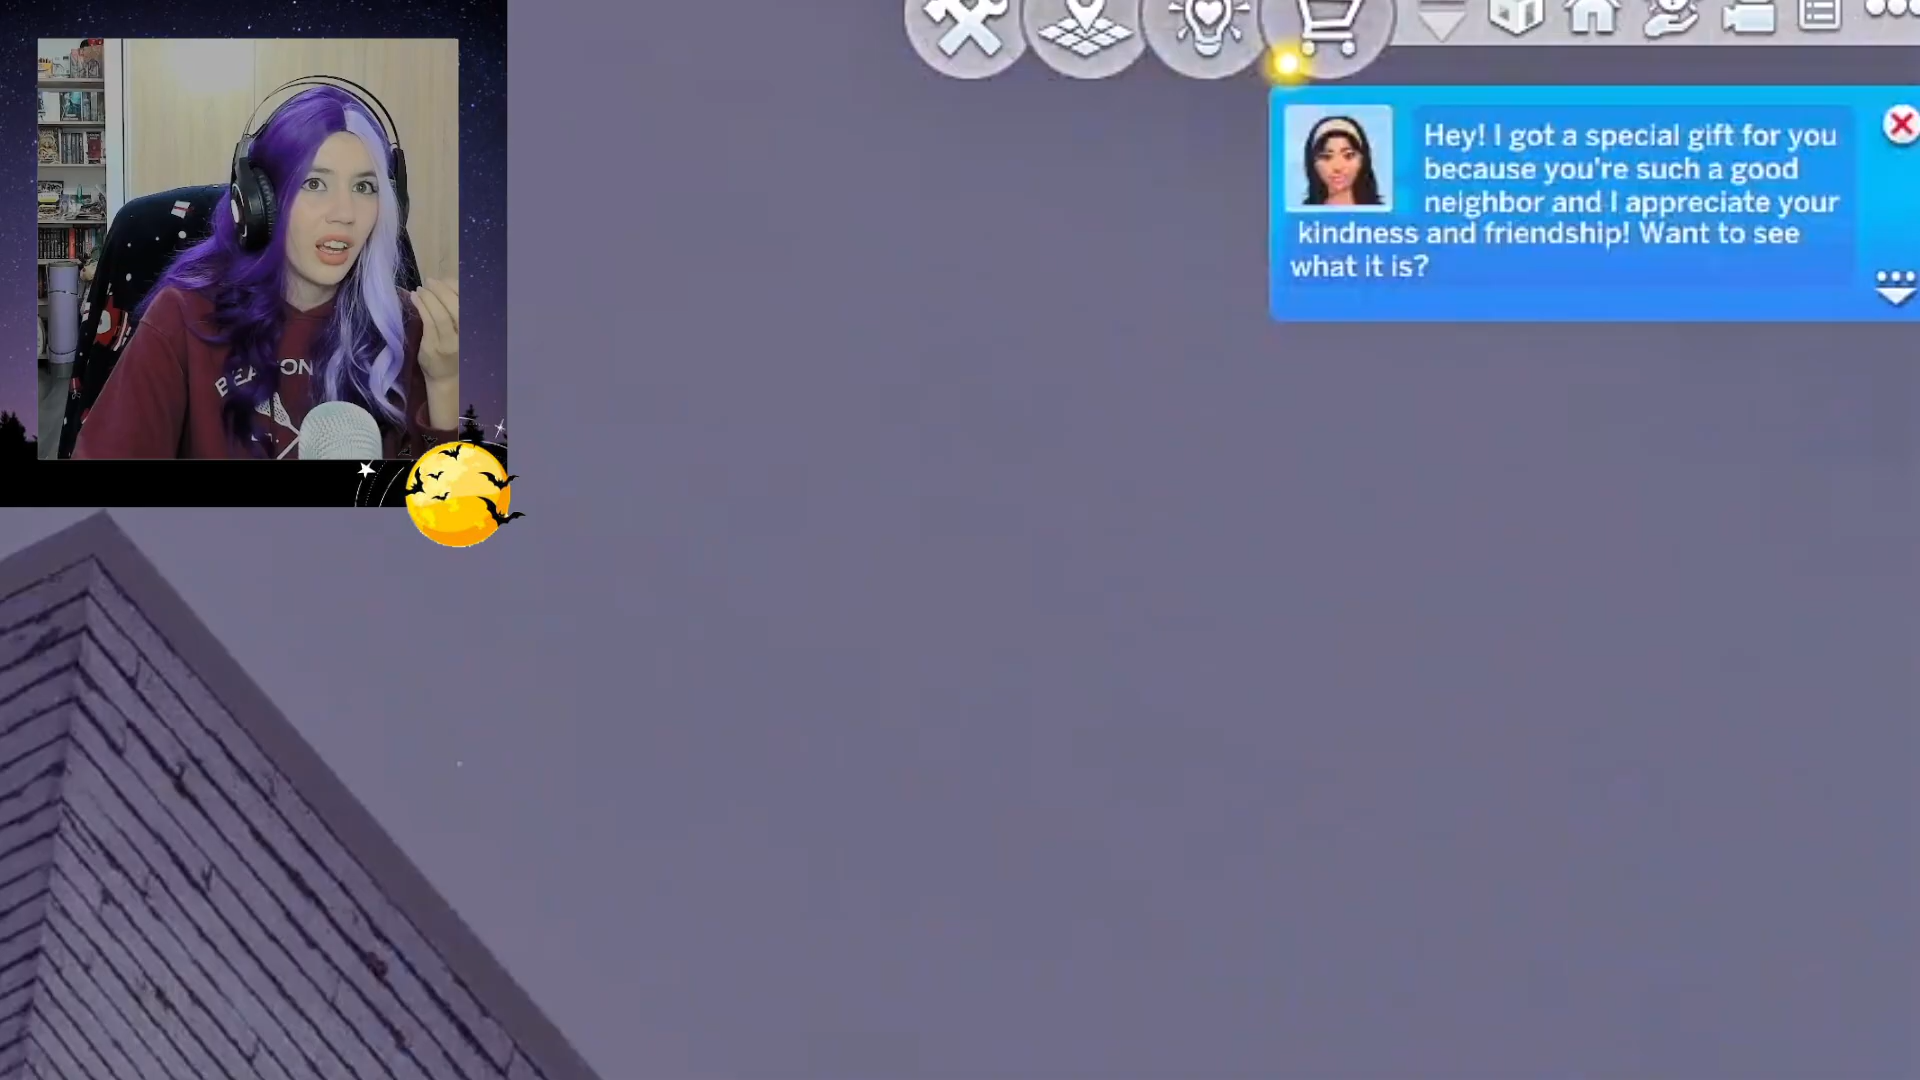 Hey! I got a special gift for you
because you're such a good
neighbor and I appreciate your
kindness and friendship! Want to see
what it is?